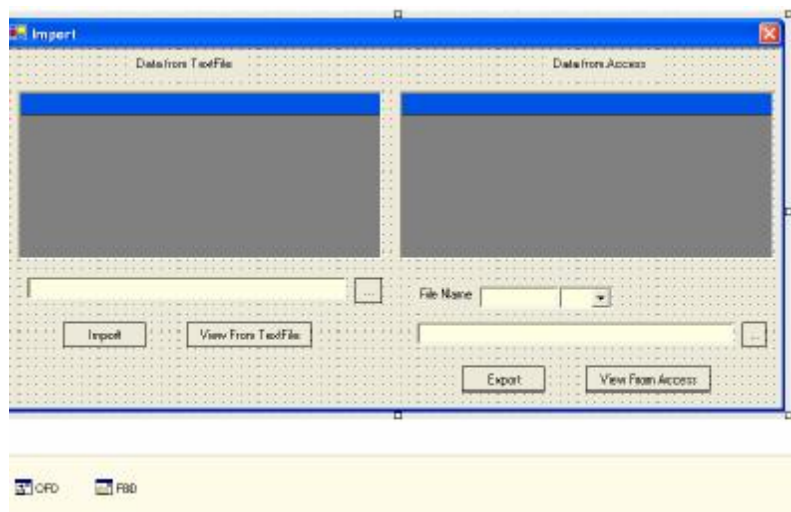 Import
Data from TextFile
Data from Access
...
File Name
...
Import
View From TextFile
Export
View From Access
OFD
FBD